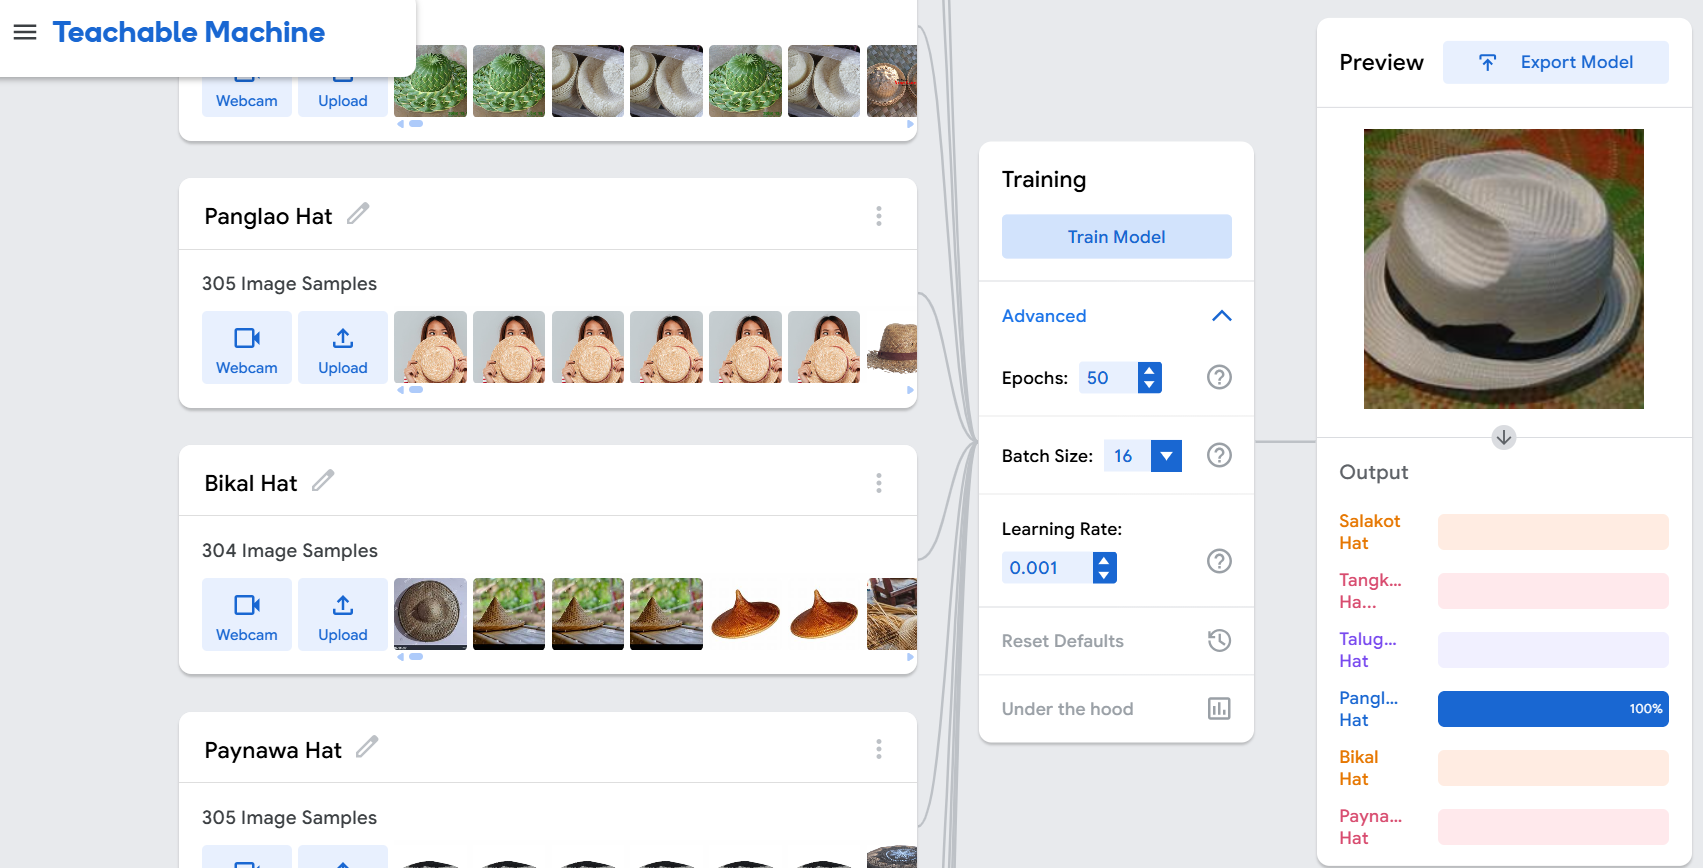 Teachable Machine
Webcam
Upload
Panglao Hat
305 Image Samples
Webcam
Upload
Bikal Hat
304 Image Samples
Webcam
Upload
Paynawa Hat
305 Image Samples
Training
Train Model
Advanced
Epochs: 50
Batch Size: 16
Learning Rate:
0.001
Reset Defaults
Under the hood
Preview
Export Model
Output
Salakot
Hat
Tangk...
Ha...
Talug...
Hat
Pangl...
Hat
100%
Bikal
Hat
Payna...
Hat